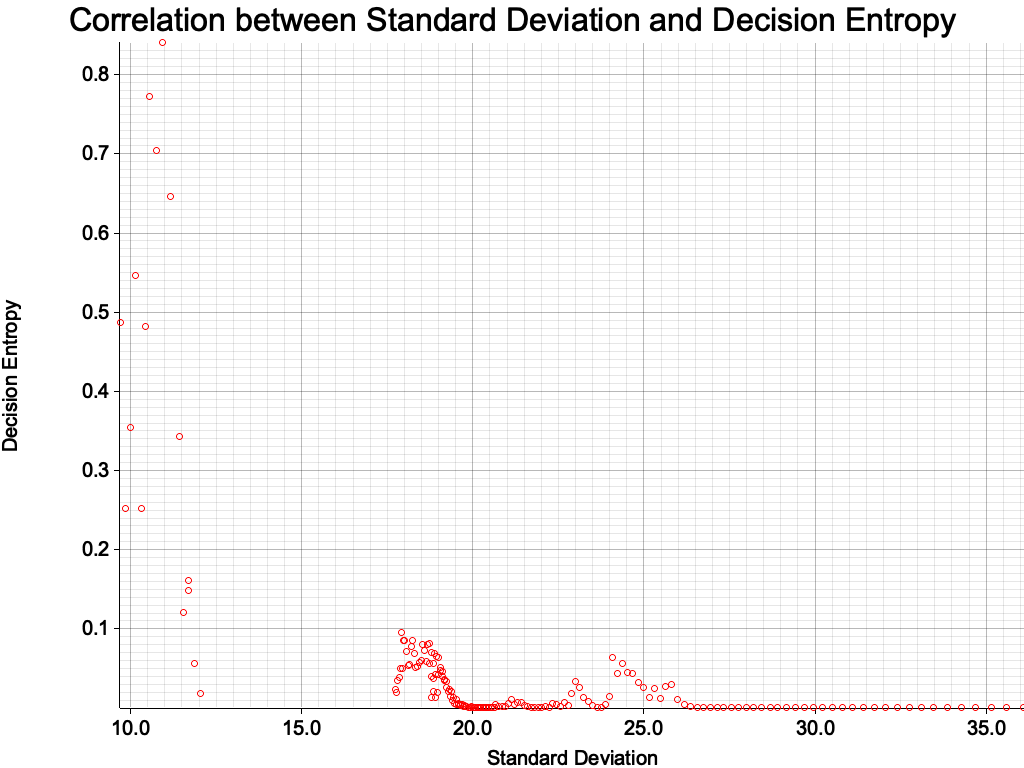 Correlation between Standard Deviation and Decision Entropy
0.8
0.7
0.6
0.5
0.4
0.3
0.2
0.1
Decision Entropy
10.0 15.0 20.0 25.0 30.0 35.0
Standard Deviation